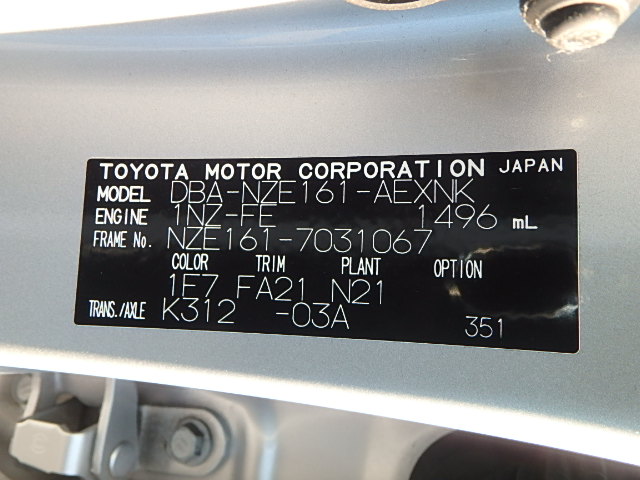 TOYOTA MOTOR CORPORATION JAPAN
MODEL DBA-NZE161-AEXNK
ENGINE 1NZ-FE 1496 mL
FRAME No. NZE161-7031067
COLOR TRIM PLANT OPTION
1E7 FA21 N21
TRANS./AXLE K312 -03A
351